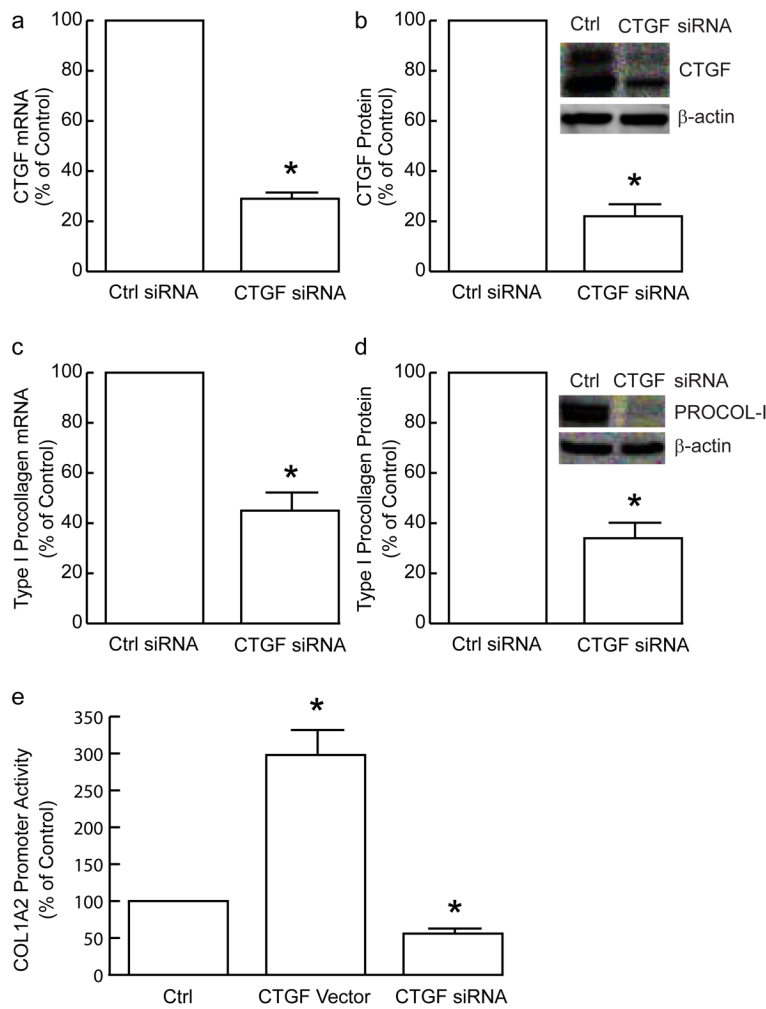 a
CTGF mRNA
(% of Control)
100
80
60
40
20
0
*
Ctrl siRNA
CTGF siRNA
b
CTGF Protein
(% of Control)
100
80
60
40
20
0
Ctrl CTGF siRNA
CTGF
β-actin
*
Ctrl siRNA
CTGF siRNA
c
Type I Procollagen mRNA
(% of Control)
100
80
60
40
20
0
*
Ctrl siRNA
CTGF siRNA
d
Type I Procollagen Protein
(% of Control)
100
80
60
40
20
0
Ctrl CTGF siRNA
PROCOL-I
β-actin
*
Ctrl siRNA
CTGF siRNA
e
COL1A2 Promoter Activity
(% of Control)
350
300
250
200
150
100
50
0
*
*
Ctrl
CTGF Vector
CTGF siRNA